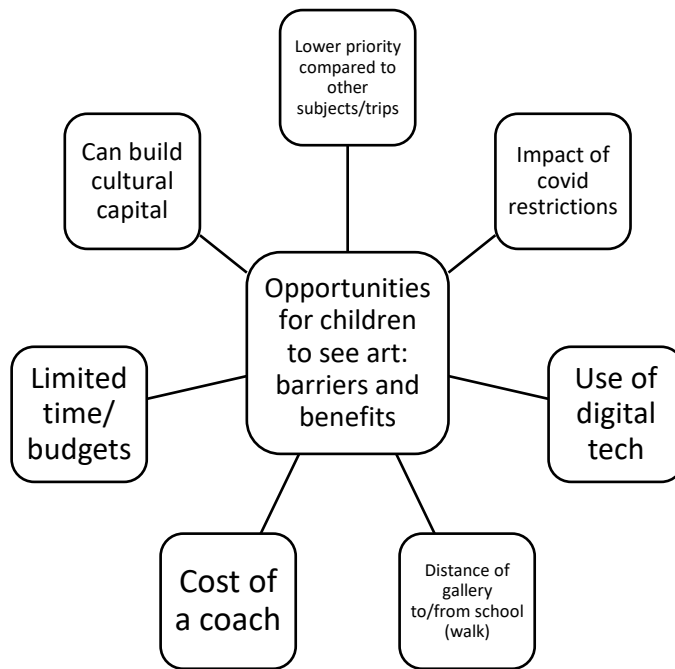 Lower priority
compared to
other
subjects/trips
Can build
cultural
capital
Impact of
covid
restrictions
Opportunities
for children
to see art:
barriers and
benefits
Limited
time/
budgets
Use of
digital
tech
Cost of
a coach
Distance of
gallery
to/from school
(walk)